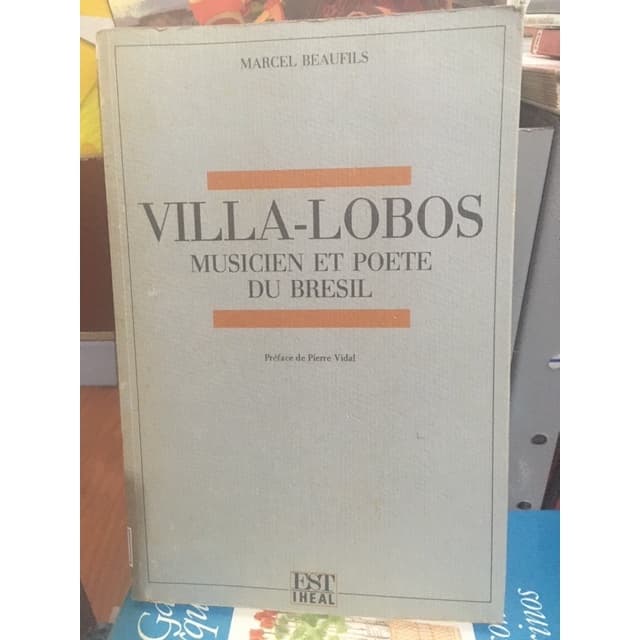 MARCEL BEAUFILS
VILLA-LOBOS
MUSICIEN ET POETE
DU BRESIL
Préface de Pierre Vidal
EST
IHEAL